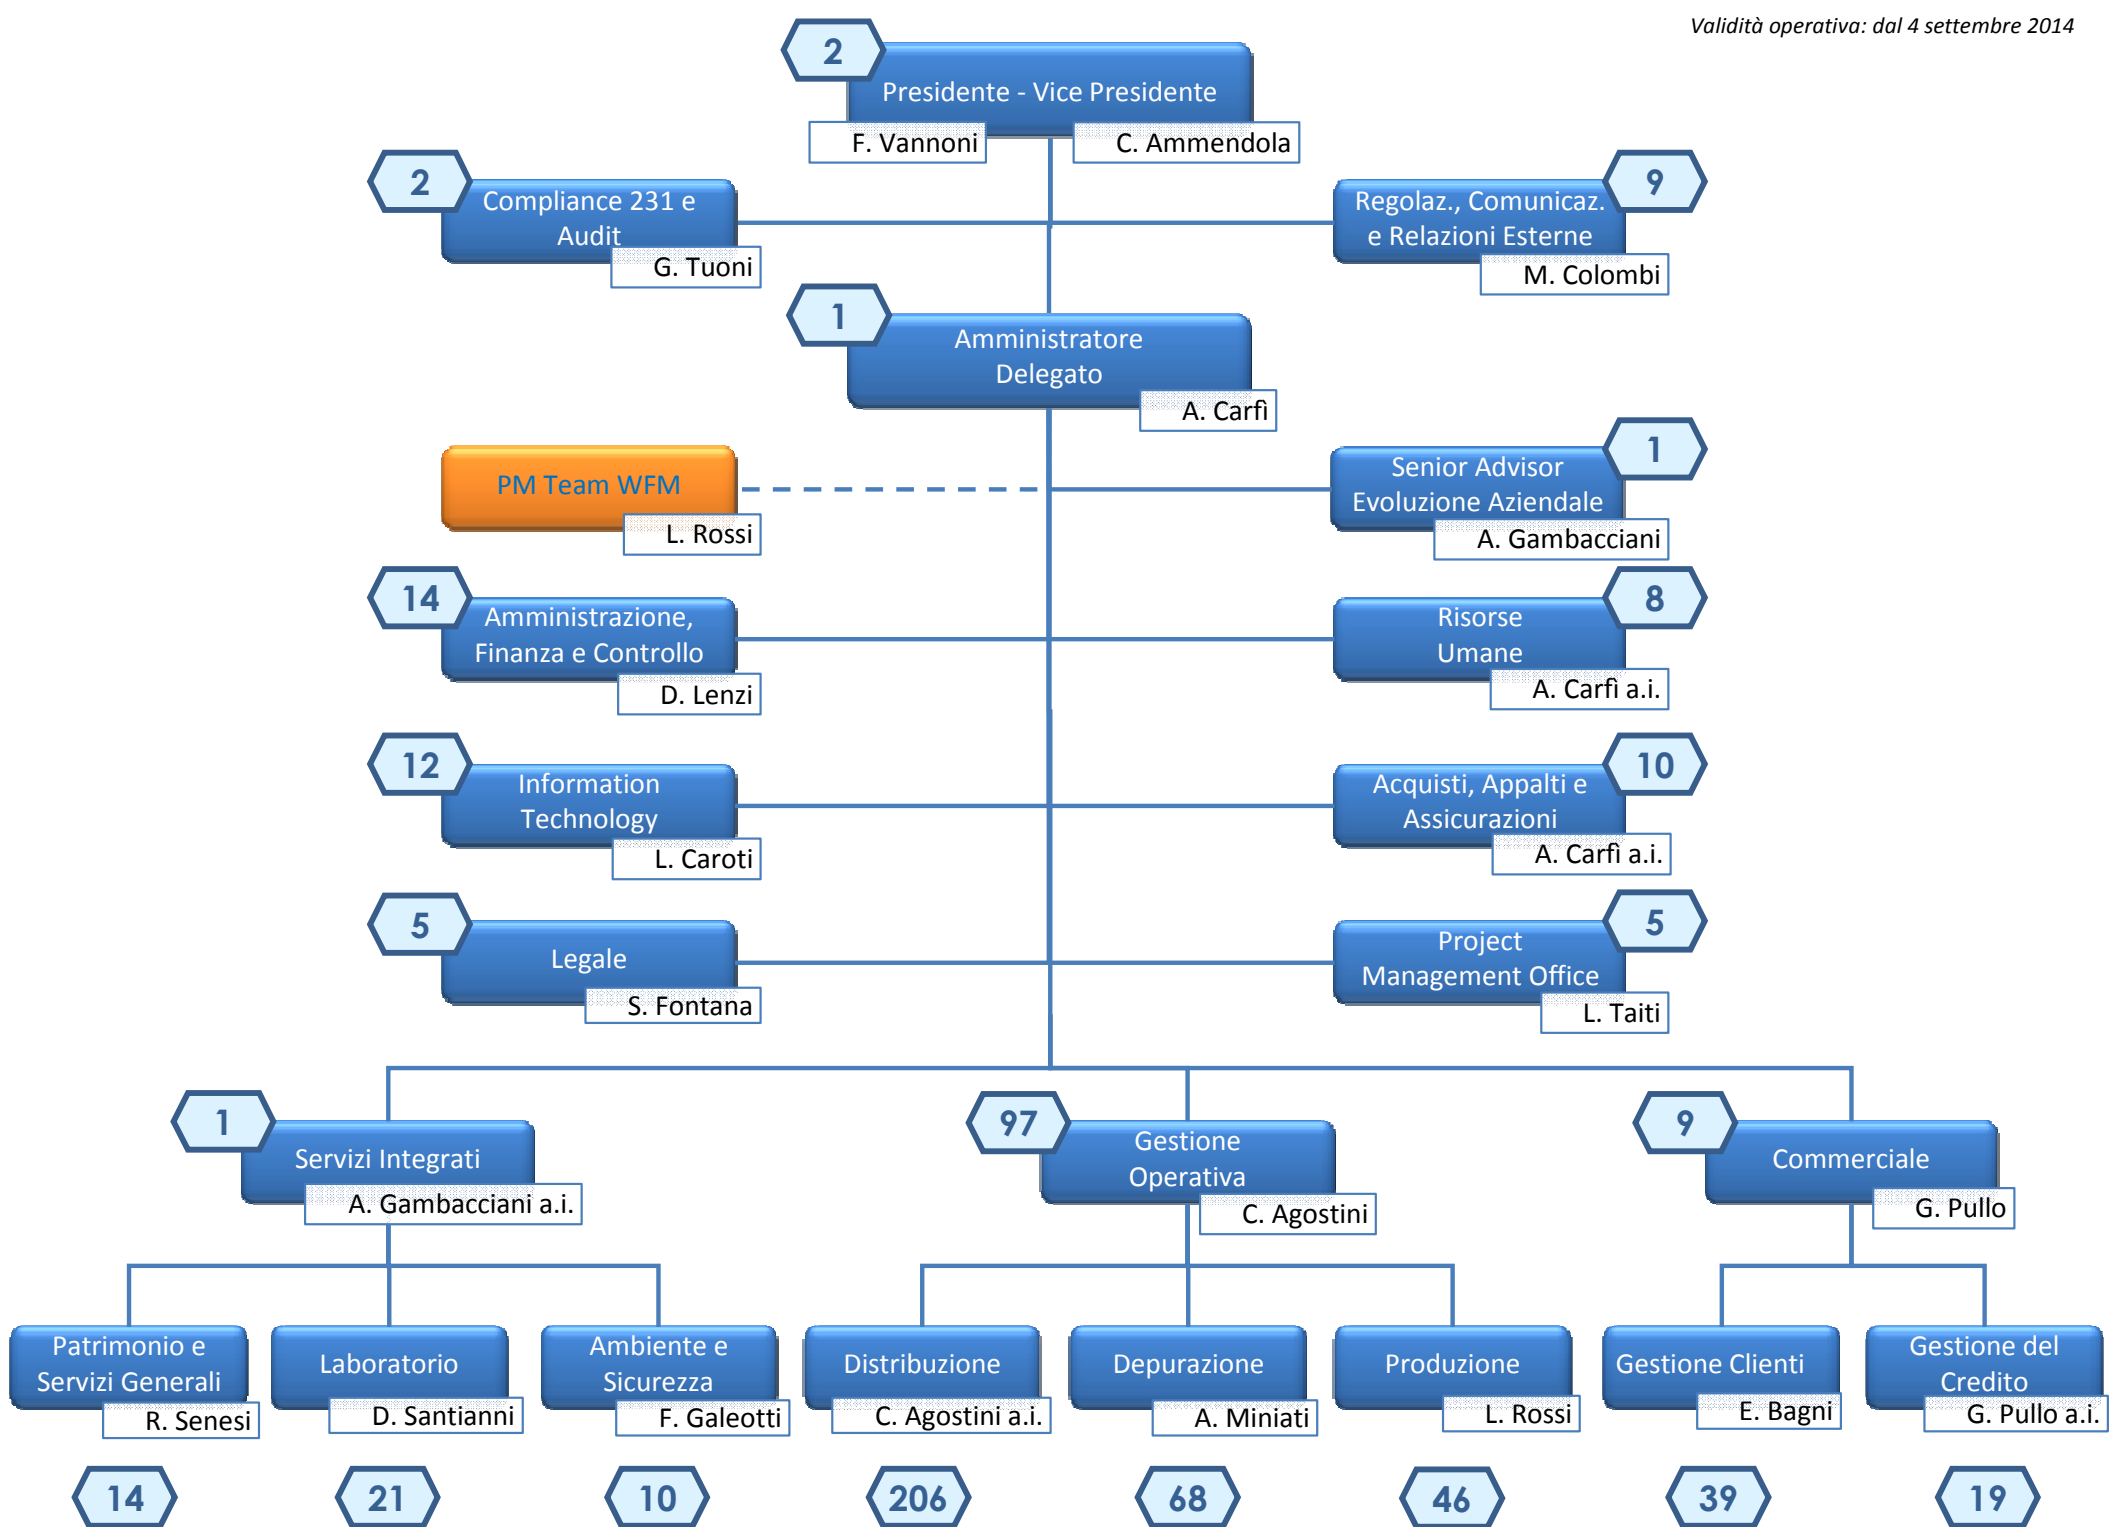 Validità operativa: dal 4 settembre 2014
2
Presidente - Vice Presidente
F. Vannoni
C. Ammendola
2
Compliance 231 e
Audit
G. Tuoni
9
Regolaz., Comunicaz.
e Relazioni Esterne
M. Colombi
1
Amministratore
Delegato
A. Carfì
PM Team WFM
L. Rossi
1
Senior Advisor
Evoluzione Aziendale
A. Gambacciani
14
Amministrazione,
Finanza e Controllo
D. Lenzi
8
Risorse
Umane
A. Carfì a.i.
12
Information
Technology
L. Caroti
10
Acquisti, Appalti e
Assicurazioni
A. Carfì a.i.
5
Legale
S. Fontana
5
Project
Management Office
L. Taiti
1
Servizi Integrati
A. Gambacciani a.i.
97
Gestione
Operativa
C. Agostini
9
Commerciale
G. Pullo
Patrimonio e
Servizi Generali
R. Senesi
Laboratorio
D. Santianni
Ambiente e
Sicurezza
F. Galeotti
Distribuzione
C. Agostini a.i.
Depurazione
A. Miniati
Produzione
L. Rossi
Gestione Clienti
E. Bagni
Gestione del
Credito
G. Pullo a.i.
14
21
10
206
68
46
39
19